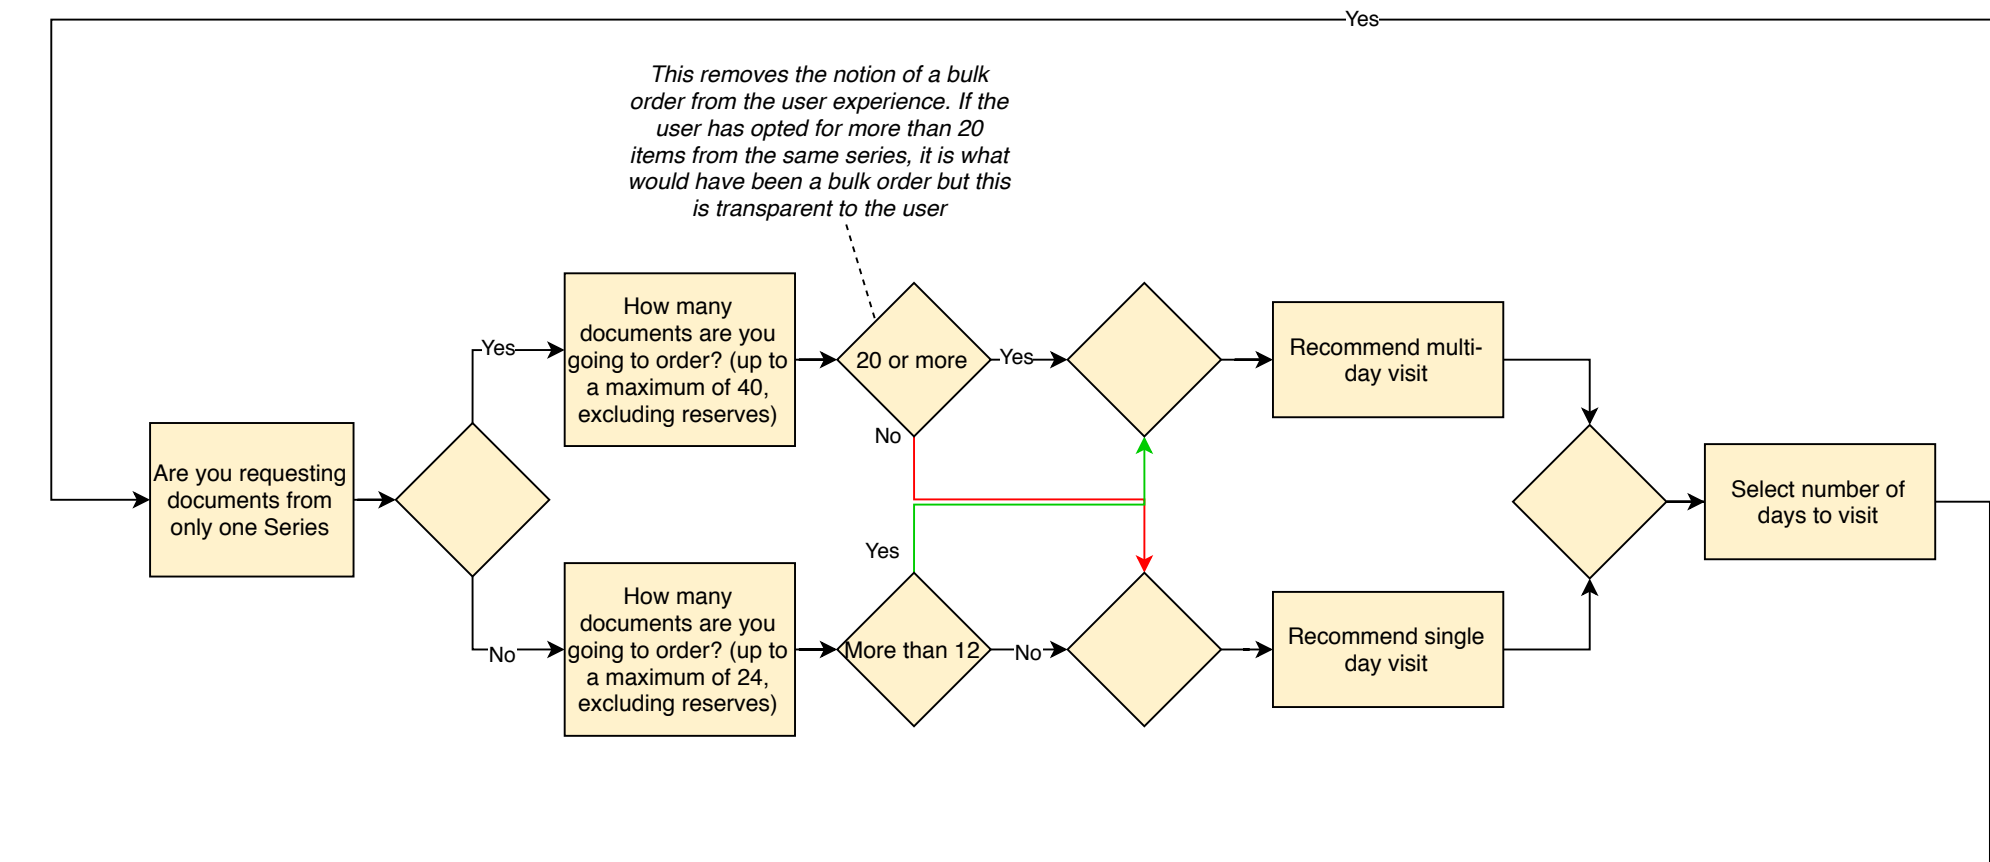 Yes
This removes the notion of a bulk
order from the user experience. If the
user has opted for more than 20
items from the same series, it is what
would have been a bulk order but this
is transparent to the user
Are you requesting
documents from
only one Series
Yes
No
How many
documents are you
going to order? (up to
a maximum of 40,
excluding reserves)
20 or more
Yes
No
Recommend multi-
day visit
How many
documents are you
going to order? (up to
a maximum of 24,
excluding reserves)
More than 12
Yes
No
Recommend single
day visit
Select number of
days to visit